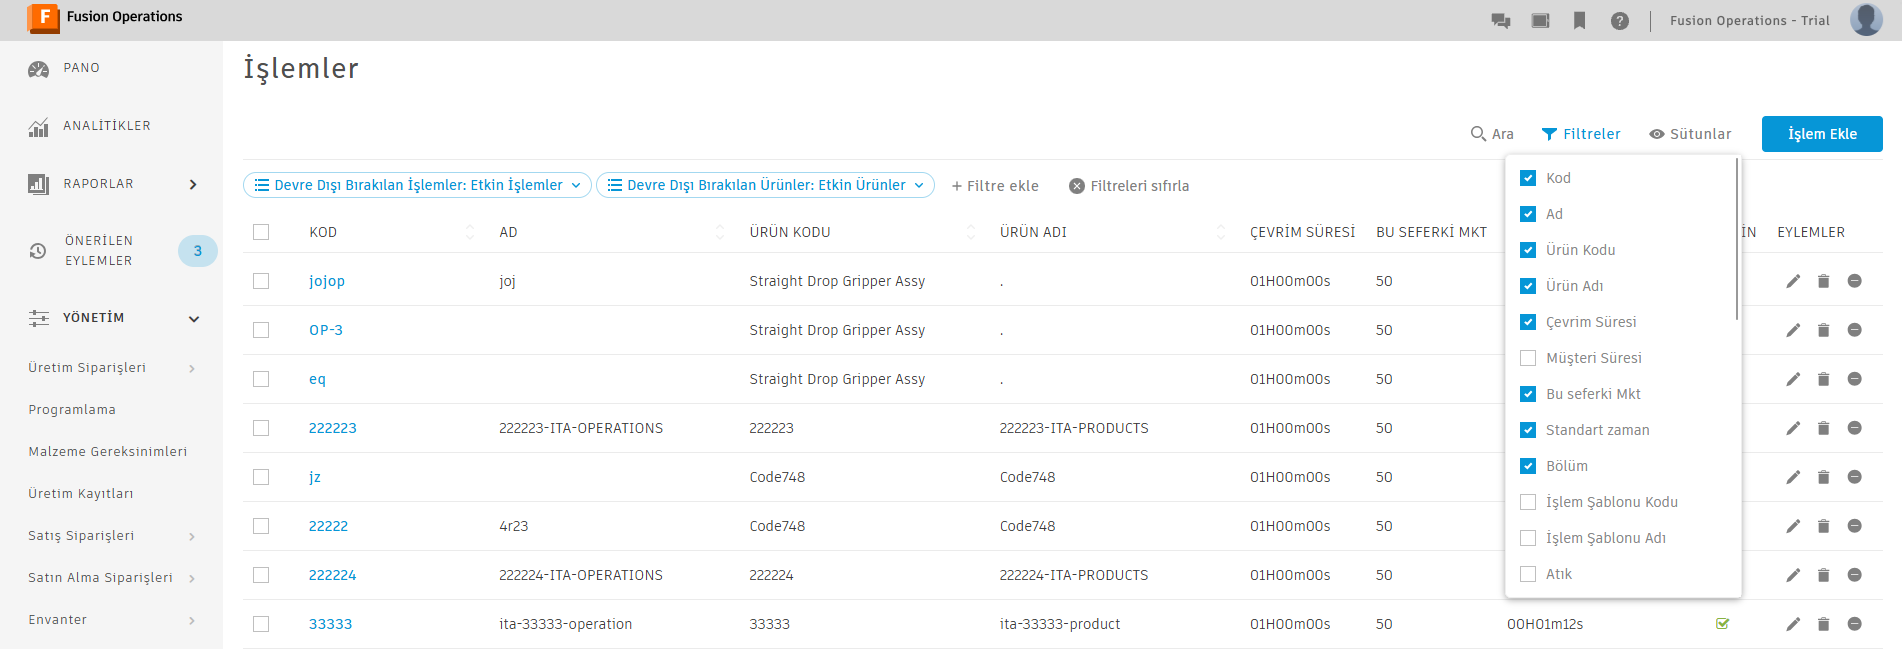 F Fusion Operations
? Fusion Operations - Trial
PANO
ANALİTİKLER
RAPORLAR
ÖNERİLEN
EYLEMLER
3
YÖNETİM
Üretim Siparişleri
Programlama
Malzeme Gereksinimleri
Üretim Kayıtları
Satış Siparişleri
Satın Alma Siparişleri
Envanter
İşlemler
Ara Filtreler Sütunlar İşlem Ekle
Devre Dışı Bırakılan İşlemler: Etkin İşlemler Devre Dışı Bırakılan Ürünler: Etkin Ürünler + Filtre ekle Filtreleri sıfırla
KOD AD ÜRÜN KODU ÜRÜN ADI ÇEVRİM SÜRESİ BU SEFERKİ MKT İN EYLEMLER
jojop joj Straight Drop Gripper Assy . 01H00m00s 50
OP-3 Straight Drop Gripper Assy . 01H00m00s 50
eq Straight Drop Gripper Assy . 01H00m00s 50
222223 222223-ITA-OPERATIONS 222223 222223-ITA-PRODUCTS 01H00m00s 50
jz Code748 Code748 01H00m00s 50
22222 4r23 Code748 Code748 01H00m00s 50
222224 222224-ITA-OPERATIONS 222224 222224-ITA-PRODUCTS 01H00m00s 50
33333 ita-33333-operation 33333 ita-33333-product 01H00m00s 50 00H01m12s
Kod
Ad
Ürün Kodu
Ürün Adı
Çevrim Süresi
Müşteri Süresi
Bu seferki Mkt
Standart zaman
Bölüm
İşlem Şablonu Kodu
İşlem Şablonu Adı
Atık